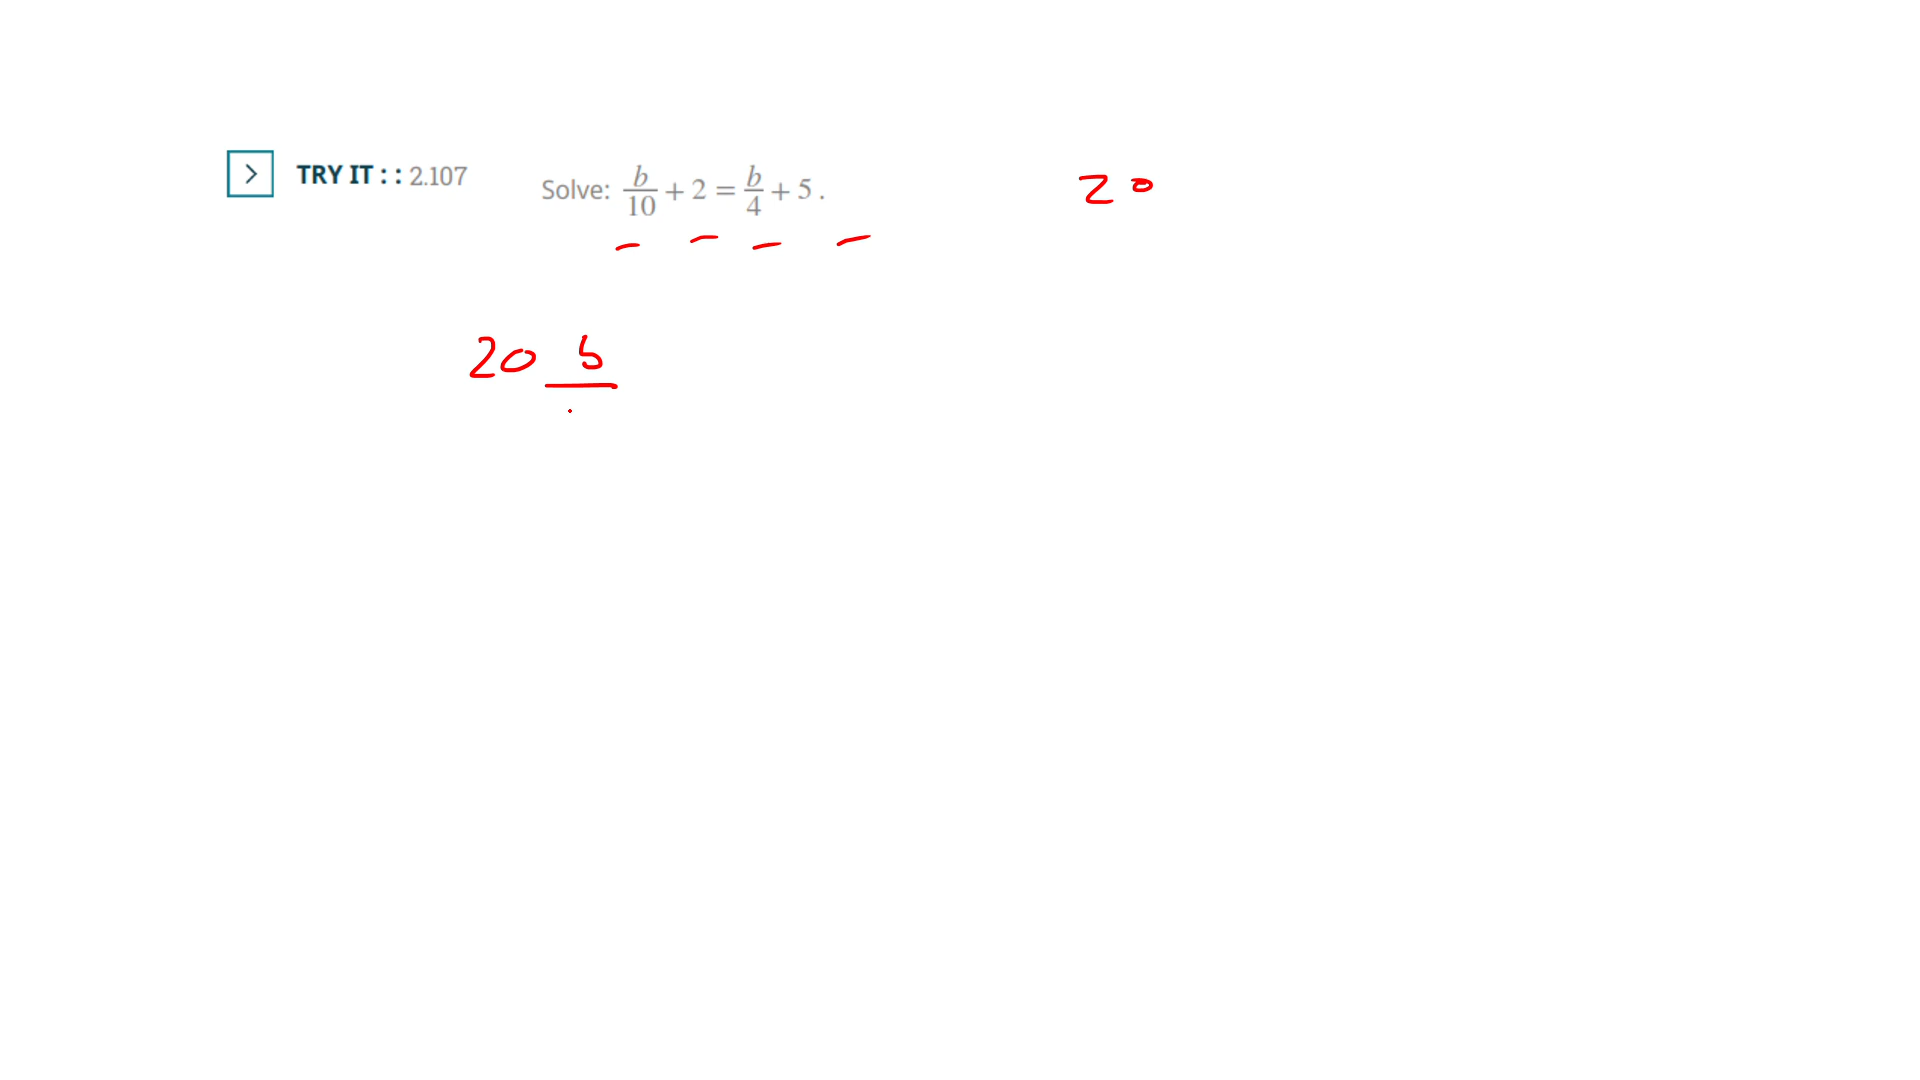 TRY IT : : 2.107 Solve: b/10 + 2 = b/4 + 5 . 20
20 b